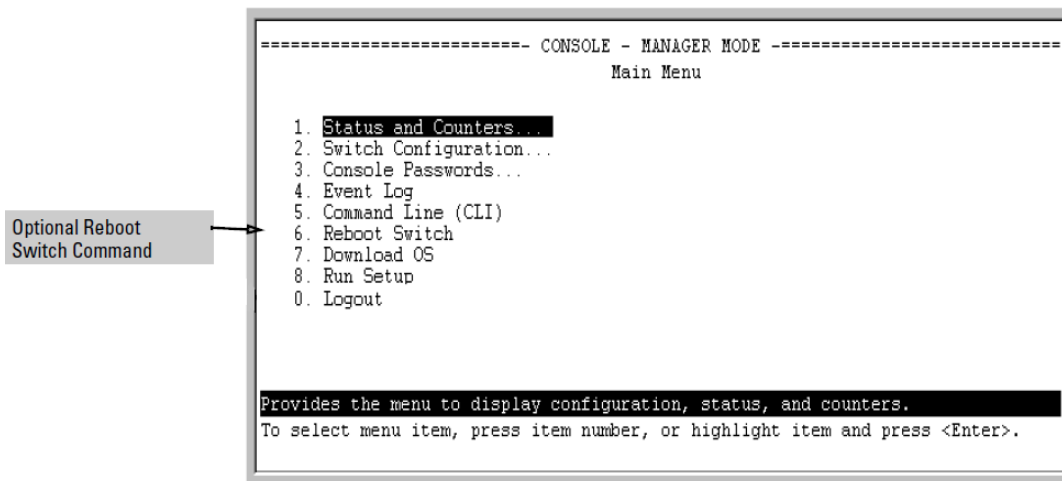 ==========================- CONSOLE - MANAGER MODE -============================
Main Menu
1. Status and Counters...
2. Switch Configuration...
3. Console Passwords...
4. Event Log
5. Command Line (CLI)
6. Reboot Switch
7. Download OS
8. Run Setup
0. Logout
Optional Reboot
Switch Command
Provides the menu to display configuration, status, and counters.
To select menu item, press item number, or highlight item and press <Enter>.